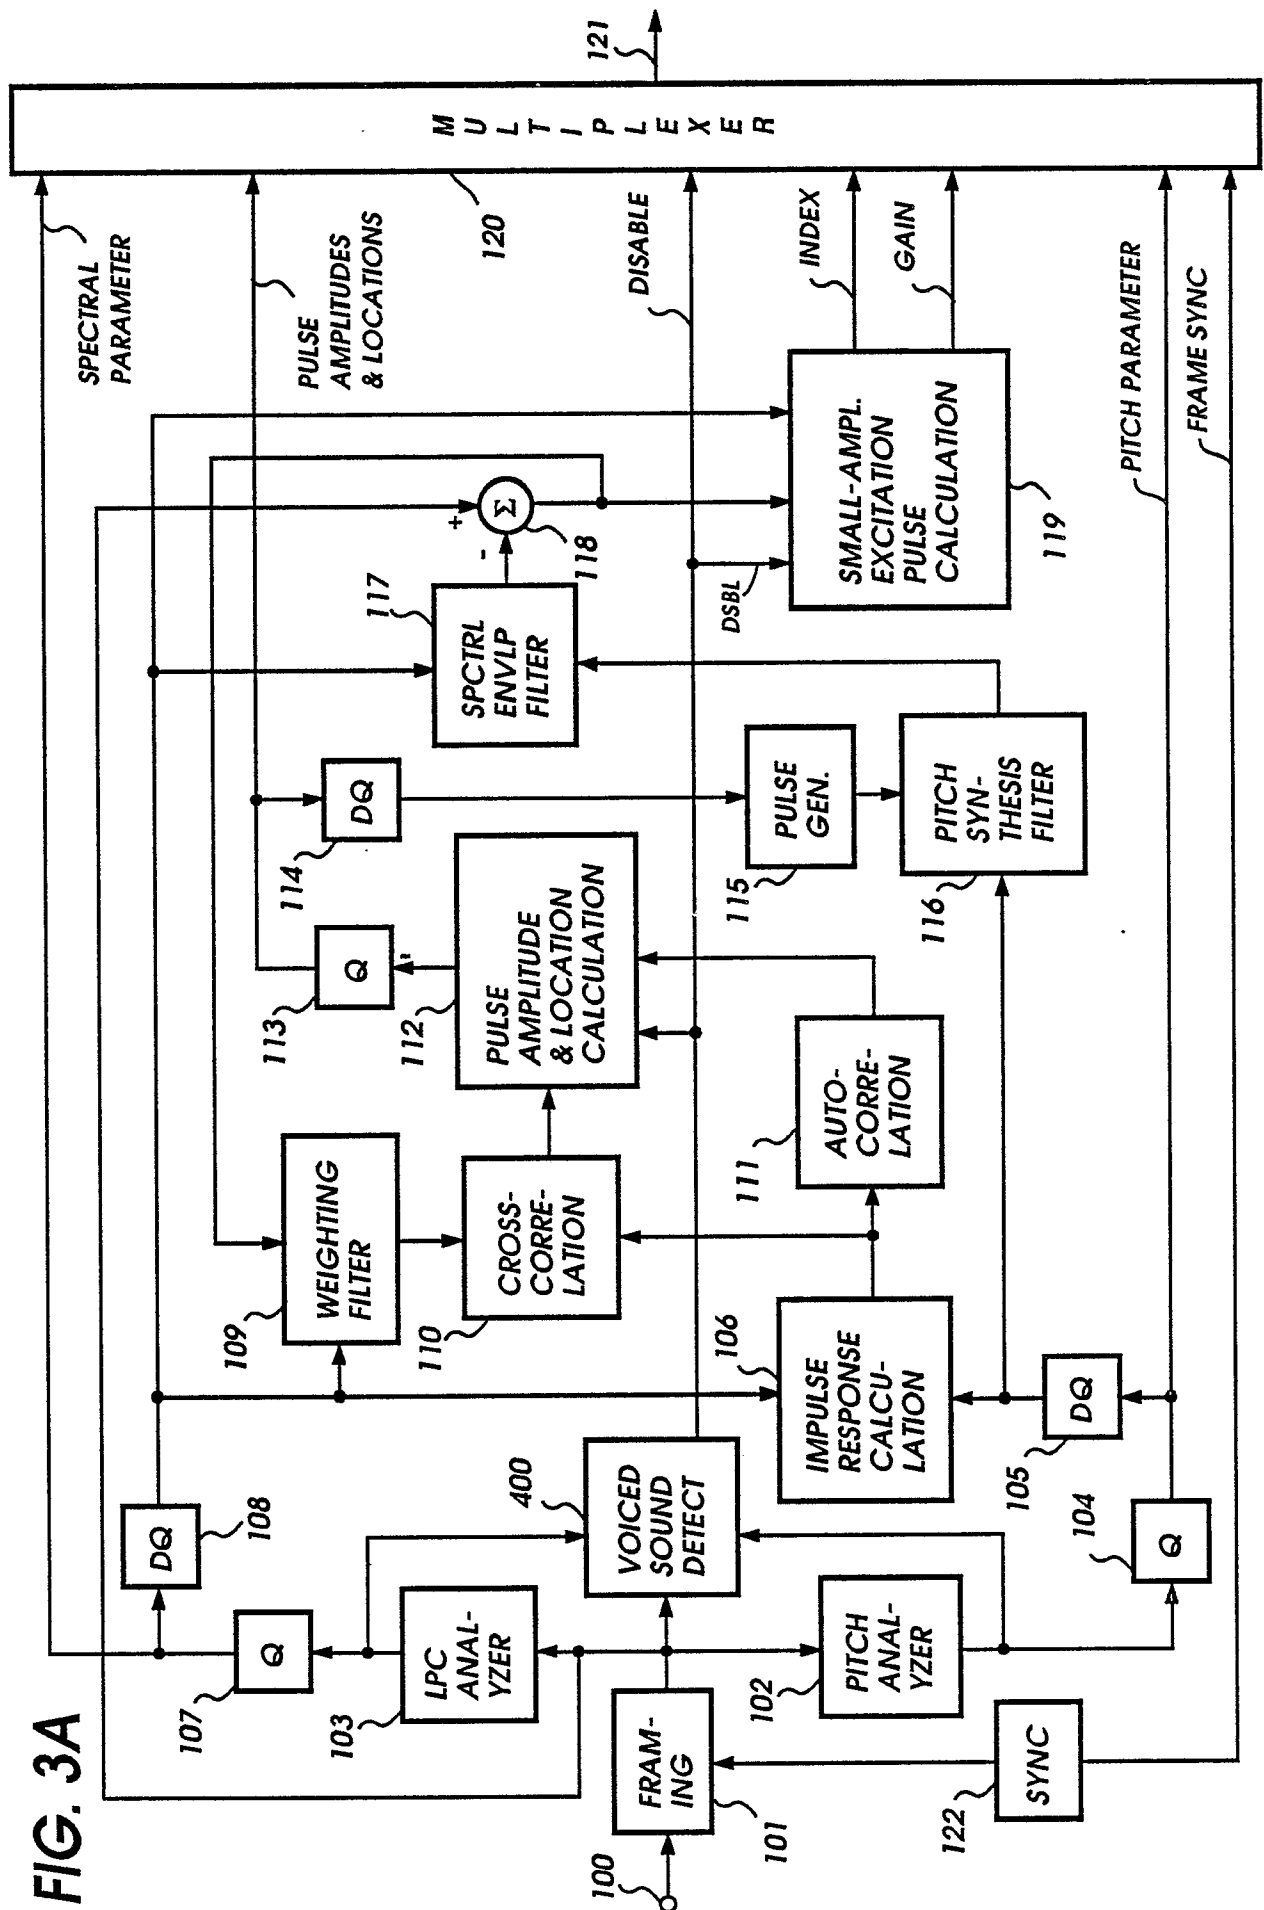 FIG. 3A
100
FRAM-
ING
101
SYNC
122
LPC
ANAL-
YZER
103
PITCH
ANAL-
YZER
102
Q
107
DQ
108
VOICED
SOUND
DETECT
400
Q
104
DQ
105
IMPULSE
RESPONSE
CALCU-
LATION
106
WEIGHTING
FILTER
109
CROSS-
CORRE-
LATION
110
AUTO-
CORRE-
LATION
111
PULSE
AMPLITUDE
& LOCATION
CALCULATION
112
Q
113
DQ
114
PULSE
GEN.
115
PITCH
SYN-
THESIS
FILTER
116
SPCTRL
ENVLP
FILTER
117
Σ
+
-
118
DSBL
SMALL-AMPL.
EXCITATION
PULSE
CALCULATION
119
SPECTRAL
PARAMETER
PULSE
AMPLITUDES
& LOCATIONS
DISABLE
INDEX
GAIN
PITCH PARAMETER
FRAME SYNC
120
MULTIPLEXER
121